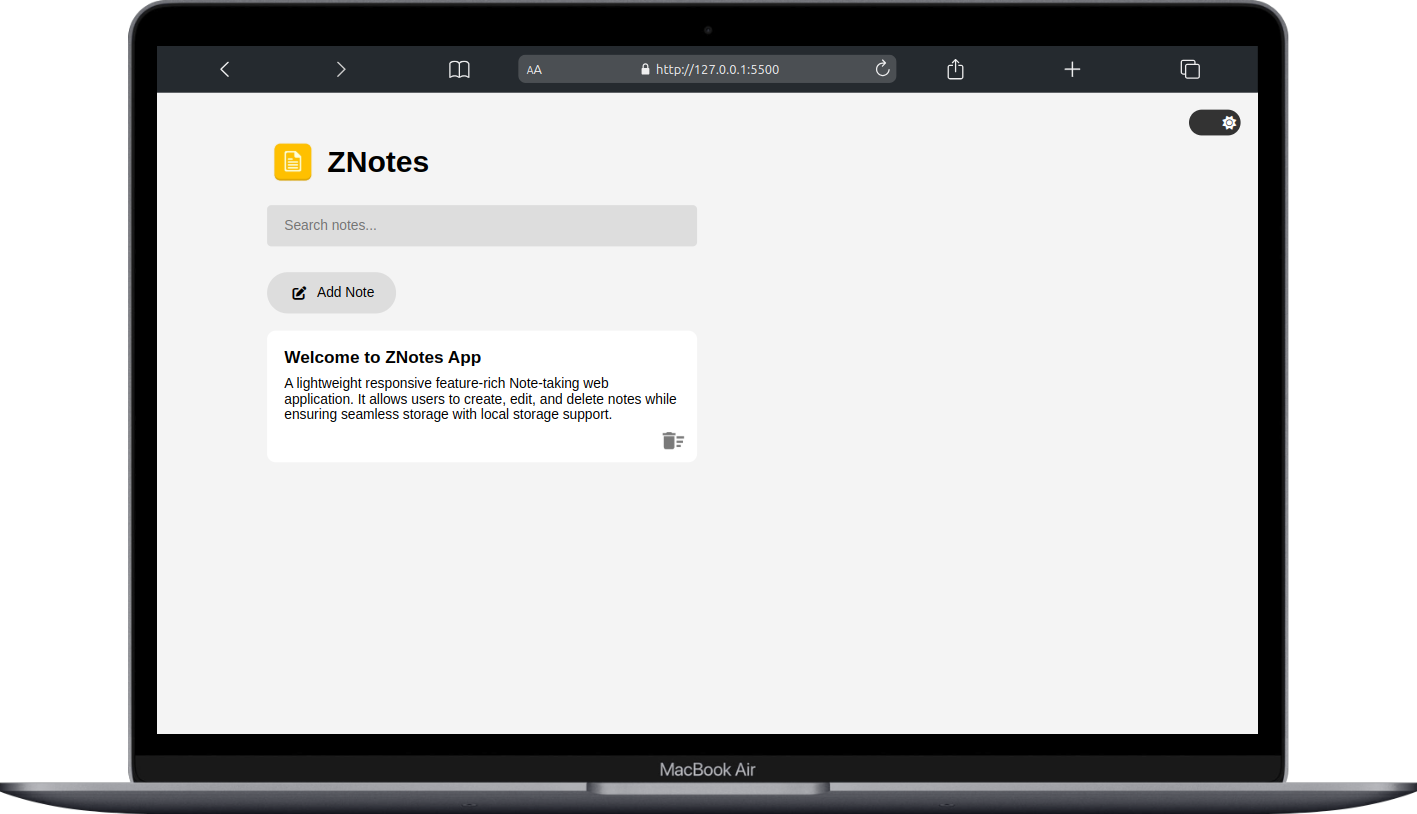 AA
http://127.0.0.1:5500
ZNotes
Search notes...
Add Note
Welcome to ZNotes App
A lightweight responsive feature-rich Note-taking web
application. It allows users to create, edit, and delete notes while
ensuring seamless storage with local storage support.
MacBook Air